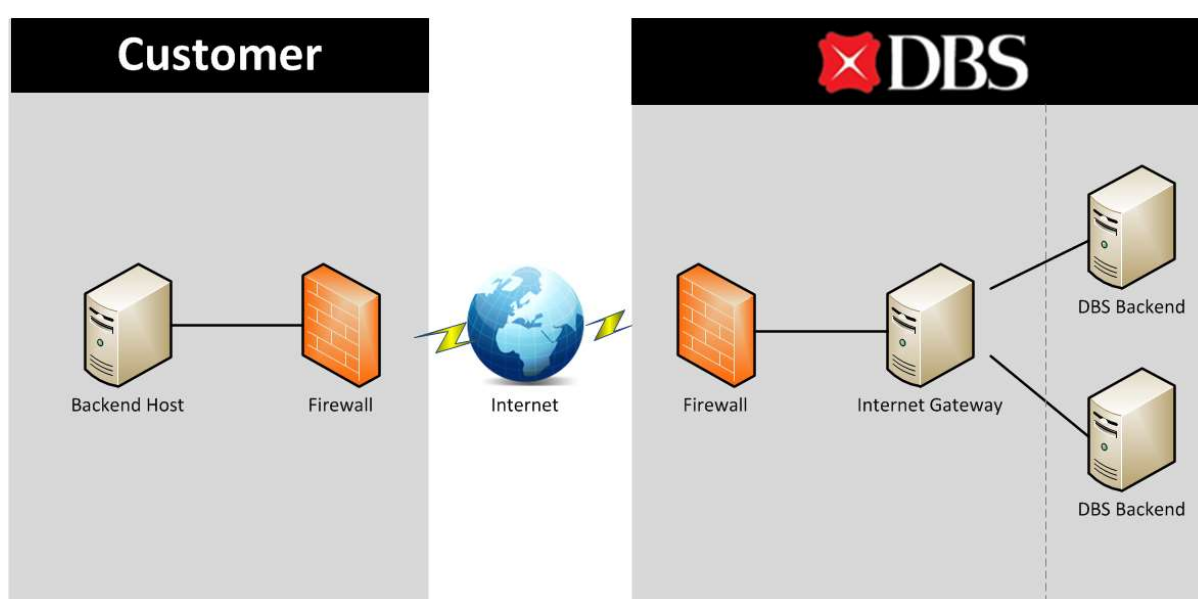 Customer
DBS
DBS Backend
Backend Host
Firewall
Internet
Firewall
Internet Gateway
DBS Backend